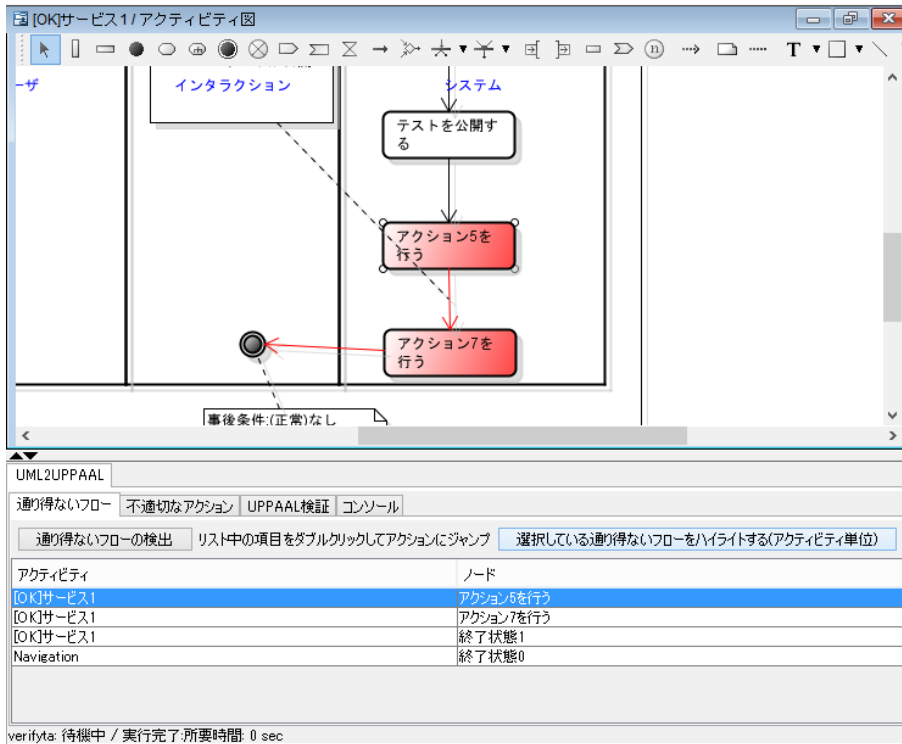 [OK]サービス1/アクティビティ図
n T
ーザ インタラクション システム
テストを公開す
る
アクション5を
行う
アクション7を
行う
事後条件:(正常)なし
UML2UPPAAL
通り得ないフロー 不適切なアクション UPPAAL検証 コンソール
通り得ないフローの検出 リスト中の項目をダブルクリックしてアクションにジャンプ 選択している通り得ないフローをハイライトする(アクティビティ単位)
アクティビティ ノード
[OK]サービス1 アクション5を行う
[OK]サービス1 アクション7を行う
[OK]サービス1 終了状態1
Navigation 終了状態0
verifyta: 待機中 / 実行完了:所要時間: 0 sec